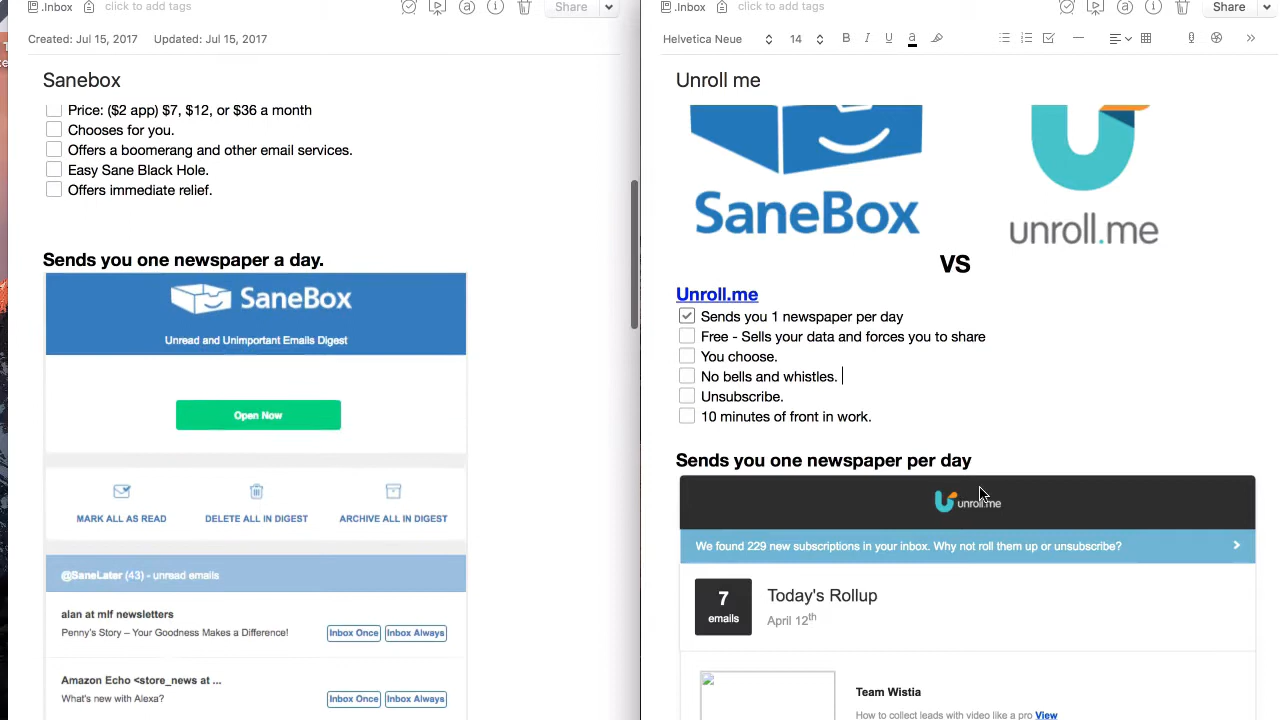 .Inbox click to add tags Share
Created: Jul 15, 2017 Updated: Jul 15, 2017
Sanebox
Price: ($2 app) $7, $12, or $36 a month
Chooses for you.
Offers a boomerang and other email services.
Easy Sane Black Hole.
Offers immediate relief.
Sends you one newspaper a day.
SaneBox
Unread and Unimportant Emails Digest
Open Now
MARK ALL AS READ DELETE ALL IN DIGEST ARCHIVE ALL IN DIGEST
@SaneLater (43) - unread emails
alan at mlf newsletters
Penny's Story – Your Goodness Makes a Difference! Inbox Once Inbox Always
Amazon Echo <store_news at ...
What's new with Alexa? Inbox Once Inbox Always
.Inbox click to add tags Share
Helvetica Neue 14 B I U a
Unroll me
SaneBox unroll.me
VS
Unroll.me
Sends you 1 newspaper per day
Free - Sells your data and forces you to share
You choose.
No bells and whistles.
Unsubscribe.
10 minutes of front in work.
Sends you one newspaper per day
unroll.me
We found 229 new subscriptions in your inbox. Why not roll them up or unsubscribe?
7 emails
Today's Rollup
April 12th
Team Wistia
How to collect leads with video like a pro View